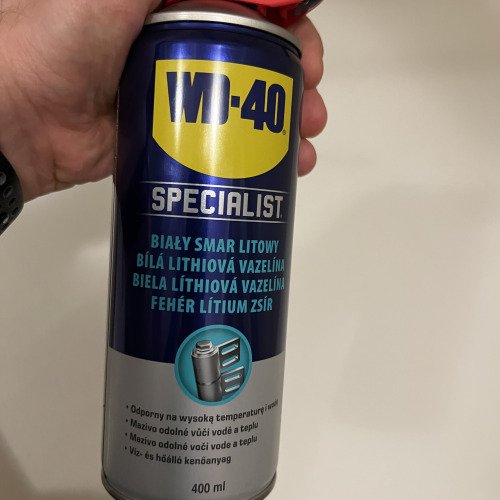 WD-40
SPECIALIST
BIAŁY SMAR LITOWY
BÍLÁ LITHIOVÁ VAZELÍNA
BIELA LÍTHIOVÁ VAZELÍNA
FEHÉR LÍTIUM ZSÍR
• Odporny na wysoką temperaturę i wodę
• Mazivo odolné vůči vodě a teplu
• Mazivo odolné voči vode a teplu
• Víz- és hőálló kenőanyag
400 ml